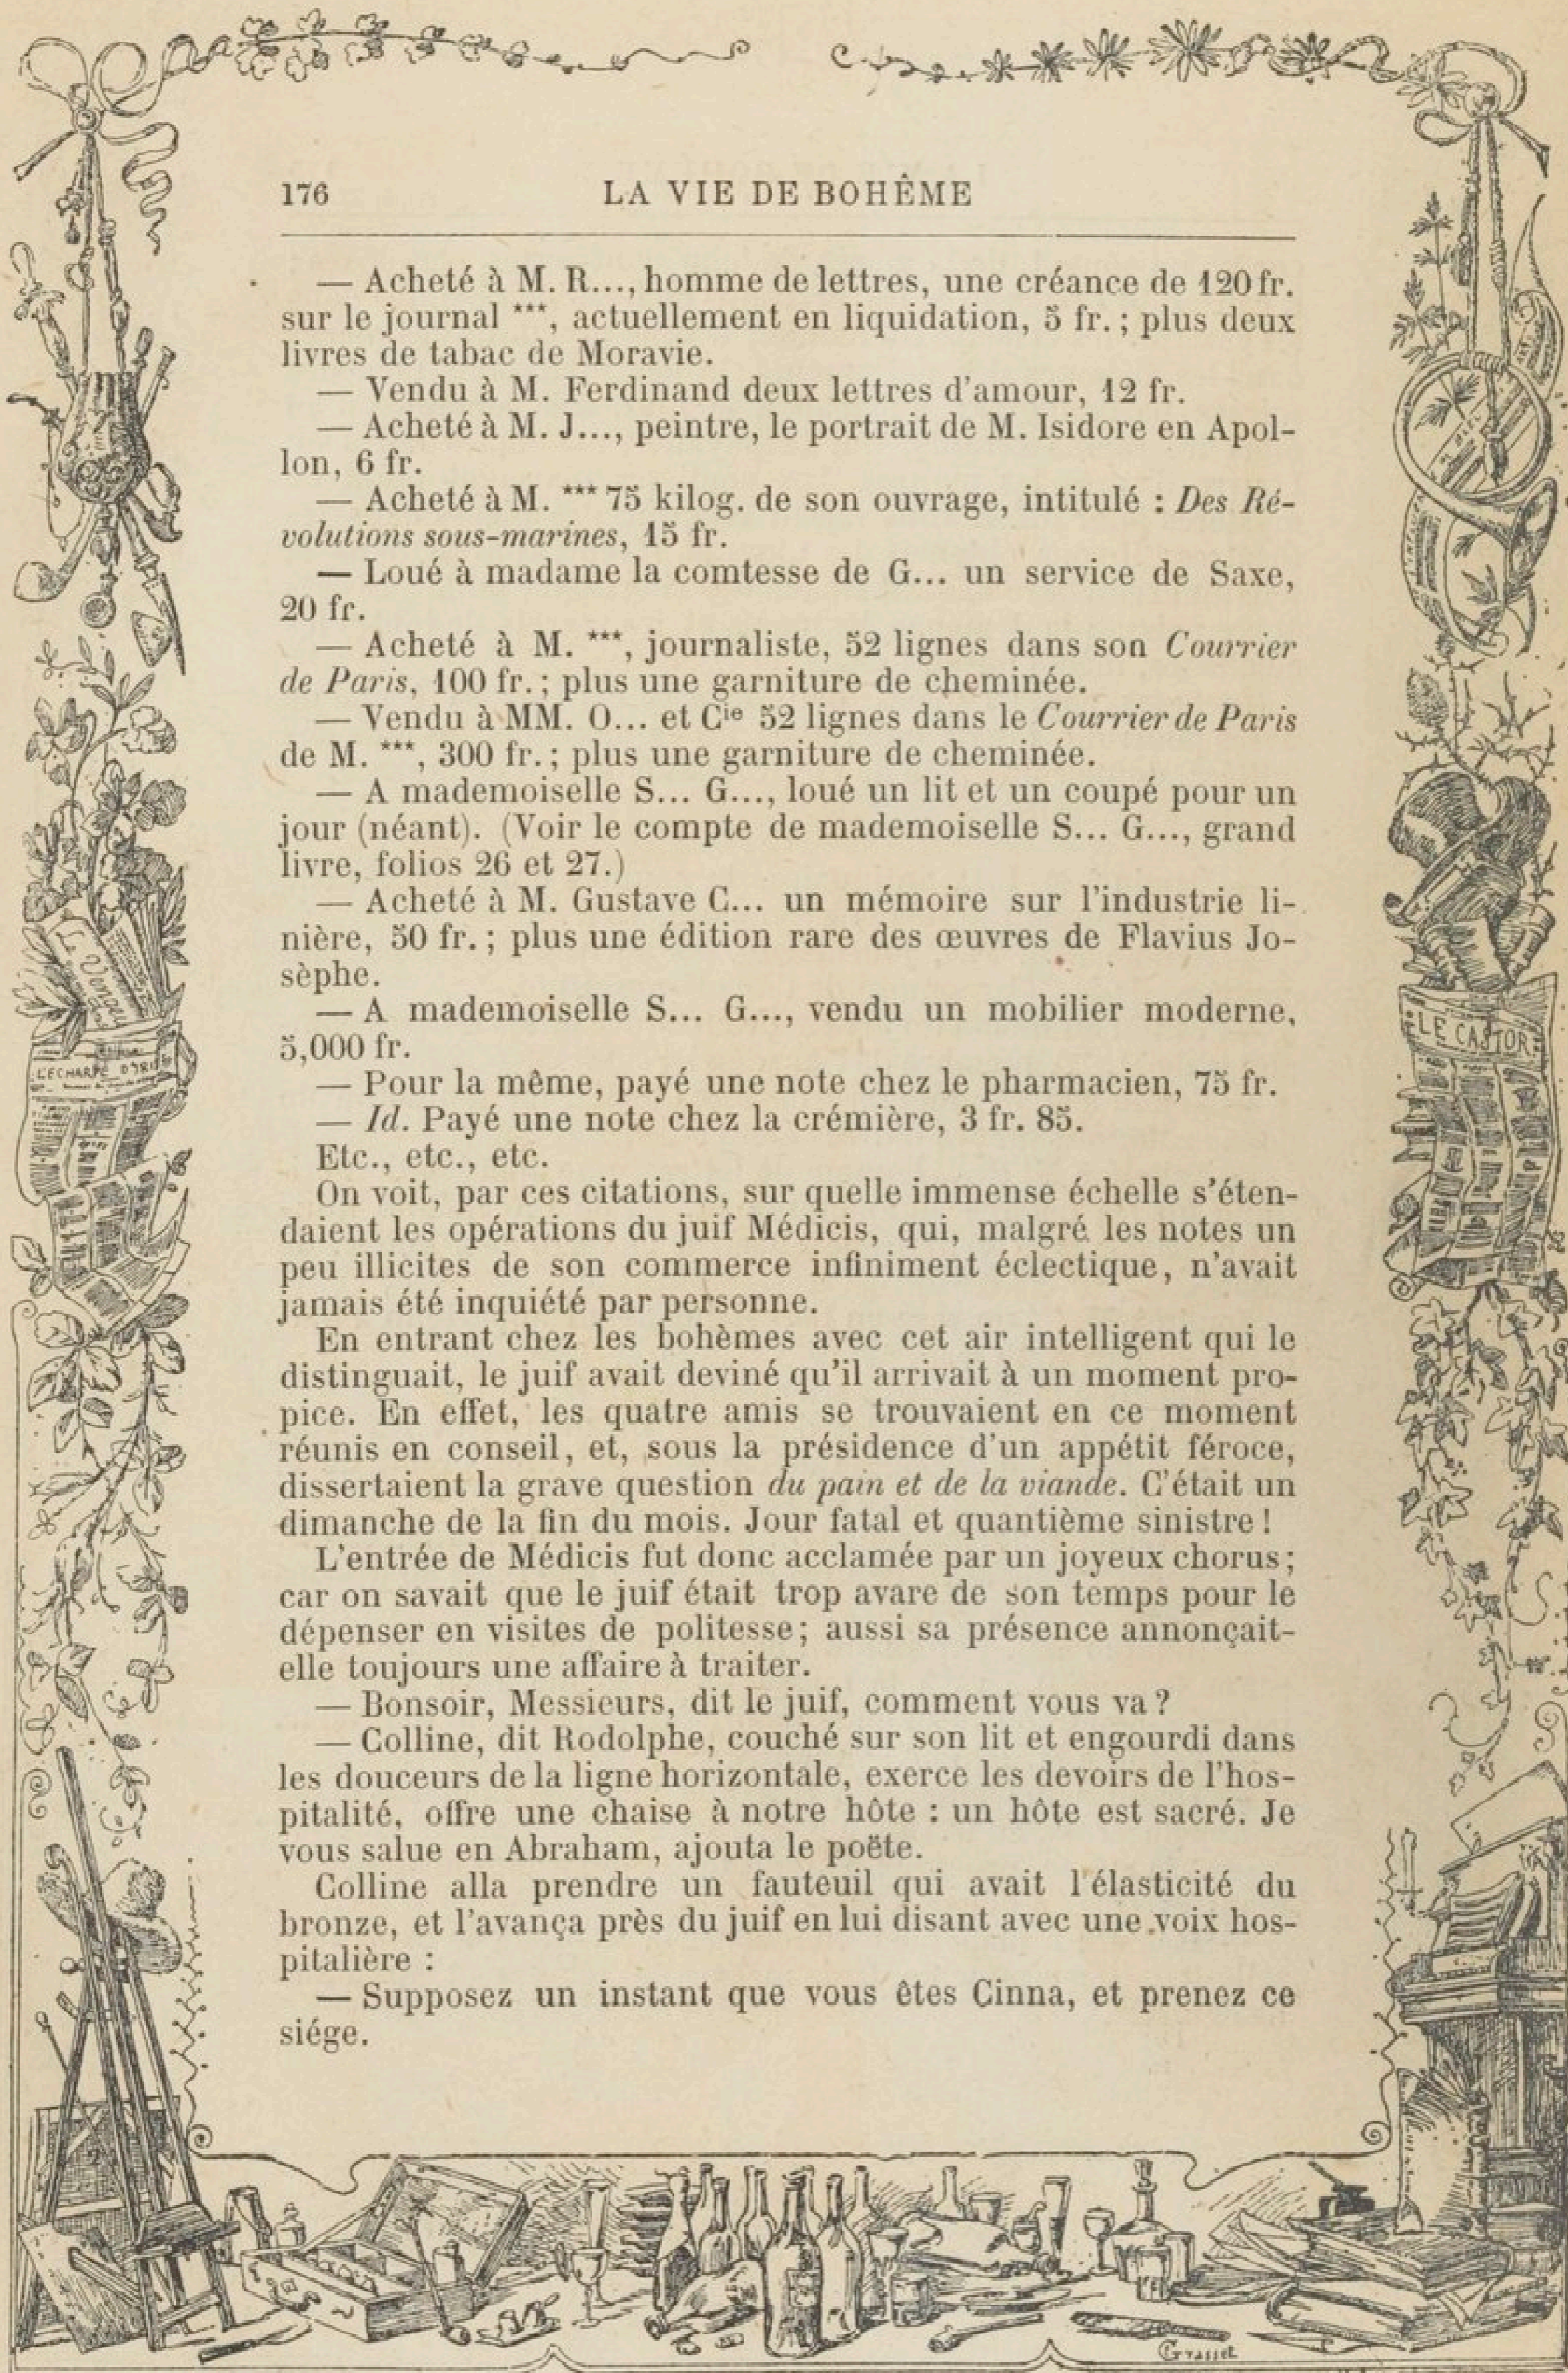 176 LA VIE DE BOHÊME
— Acheté à M. R..., homme de lettres, une créance de 120 fr.
sur le journal ***, actuellement en liquidation, 5 fr. ; plus deux
livres de tabac de Moravie.
— Vendu à M. Ferdinand deux lettres d'amour, 12 fr.
— Acheté à M. J..., peintre, le portrait de M. Isidore en Apol-
lon, 6 fr.
— Acheté à M. *** 75 kilog. de son ouvrage, intitulé : Des Ré-
volutions sous-marines, 15 fr.
— Loué à madame la comtesse de G... un service de Saxe,
20 fr.
— Acheté à M. ***, journaliste, 52 lignes dans son Courrier
de Paris, 100 fr. ; plus une garniture de cheminée.
— Vendu à MM. O... et Cie 52 lignes dans le Courrier de Paris
de M. ***, 300 fr. ; plus une garniture de cheminée.
— A mademoiselle S... G..., loué un lit et un coupé pour un
jour (néant). (Voir le compte de mademoiselle S... G..., grand
livre, folios 26 et 27.)
— Acheté à M. Gustave C... un mémoire sur l'industrie li-
nière, 50 fr. ; plus une édition rare des œuvres de Flavius Jo-
sèphe.
— A mademoiselle S... G..., vendu un mobilier moderne,
5,000 fr.
— Pour la même, payé une note chez le pharmacien, 75 fr.
— Id. Payé une note chez la crémière, 3 fr. 85.
Etc., etc., etc.
On voit, par ces citations, sur quelle immense échelle s'éten-
daient les opérations du juif Médicis, qui, malgré les notes un
peu illicites de son commerce infiniment éclectique, n'avait
jamais été inquiété par personne.
En entrant chez les bohèmes avec cet air intelligent qui le
distinguait, le juif avait deviné qu'il arrivait à un moment pro-
pice. En effet, les quatre amis se trouvaient en ce moment
réunis en conseil, et, sous la présidence d'un appétit féroce,
dissertaient la grave question du pain et de la viande. C'était un
dimanche de la fin du mois. Jour fatal et quantième sinistre !
L'entrée de Médicis fut donc acclamée par un joyeux chorus ;
car on savait que le juif était trop avare de son temps pour le
dépenser en visites de politesse ; aussi sa présence annonçait-
elle toujours une affaire à traiter.
— Bonsoir, Messieurs, dit le juif, comment vous va ?
— Colline, dit Rodolphe, couché sur son lit et engourdi dans
les douceurs de la ligne horizontale, exerce les devoirs de l'hos-
pitalité, offre une chaise à notre hôte : un hôte est sacré. Je
vous salue en Abraham, ajouta le poëte.
Colline alla prendre un fauteuil qui avait l'élasticité du
bronze, et l'avança près du juif en lui disant avec une voix hos-
pitalière :
— Supposez un instant que vous êtes Cinna, et prenez ce
siége.
L'ECHARPE D'IRIS
LE CASTOR
Grasset